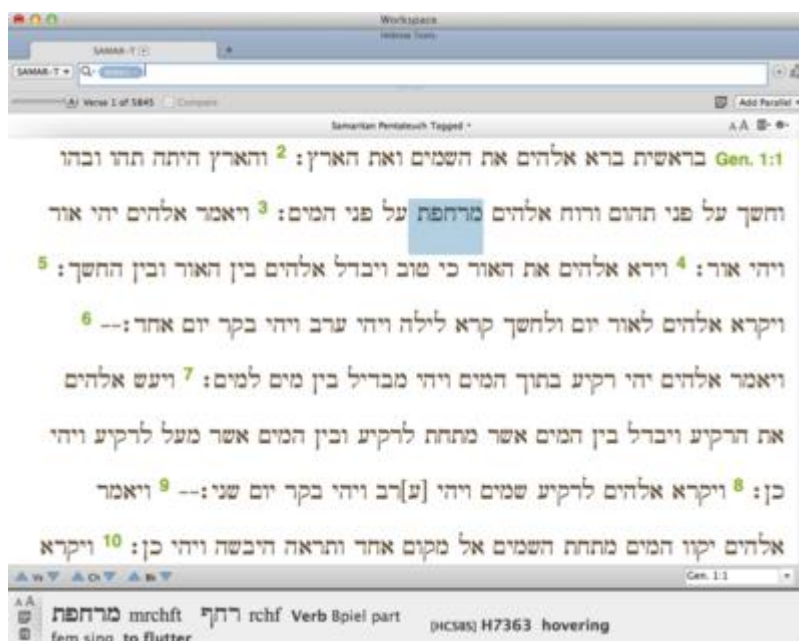 Workspace
Hebrew Texts
SAMAR-T
+
SAMAR-T
Verse 1 of 5845 Compare
Add Parallel
Samaritan Pentateuch Tagged
A A
Gen. 1:1 בראשית ברא אלהים את השמים ואת הארץ: 2 והארץ היתה תהו ובהו
וחשך על פני תהום ורוח אלהים מרחפת על פני המים: 3 ויאמר אלהים יהי אור
ויהי אור: 4 וירא אלהים את האור כי טוב ויבדל אלהים בין האור ובין החשך: 5
ויקרא אלהים לאור יום ולחשך קרא לילה ויהי ערב ויהי בקר יום אחד:-- 6
ויאמר אלהים יהי רקיע בתוך המים ויהי מבדיל בין מים למים: 7 ויעש אלהים
את הרקיע ויבדל בין המים אשר מתחת לרקיע ובין המים אשר מעל לרקיע ויהי
כן: 8 ויקרא אלהים לרקיע שמים ויהי [ע]רב ויהי בקר יום שני:-- 9 ויאמר
אלהים יקוו המים מתחת השמים אל מקום אחד ותראה היבשה ויהי כן: 10 ויקרא
Vs Ch Bk
Gen. 1:1
A A
מרחפת mrchft רחף rchf Verb Bpiel part
fem sing to flutter
[HCSBS] H7363 hovering